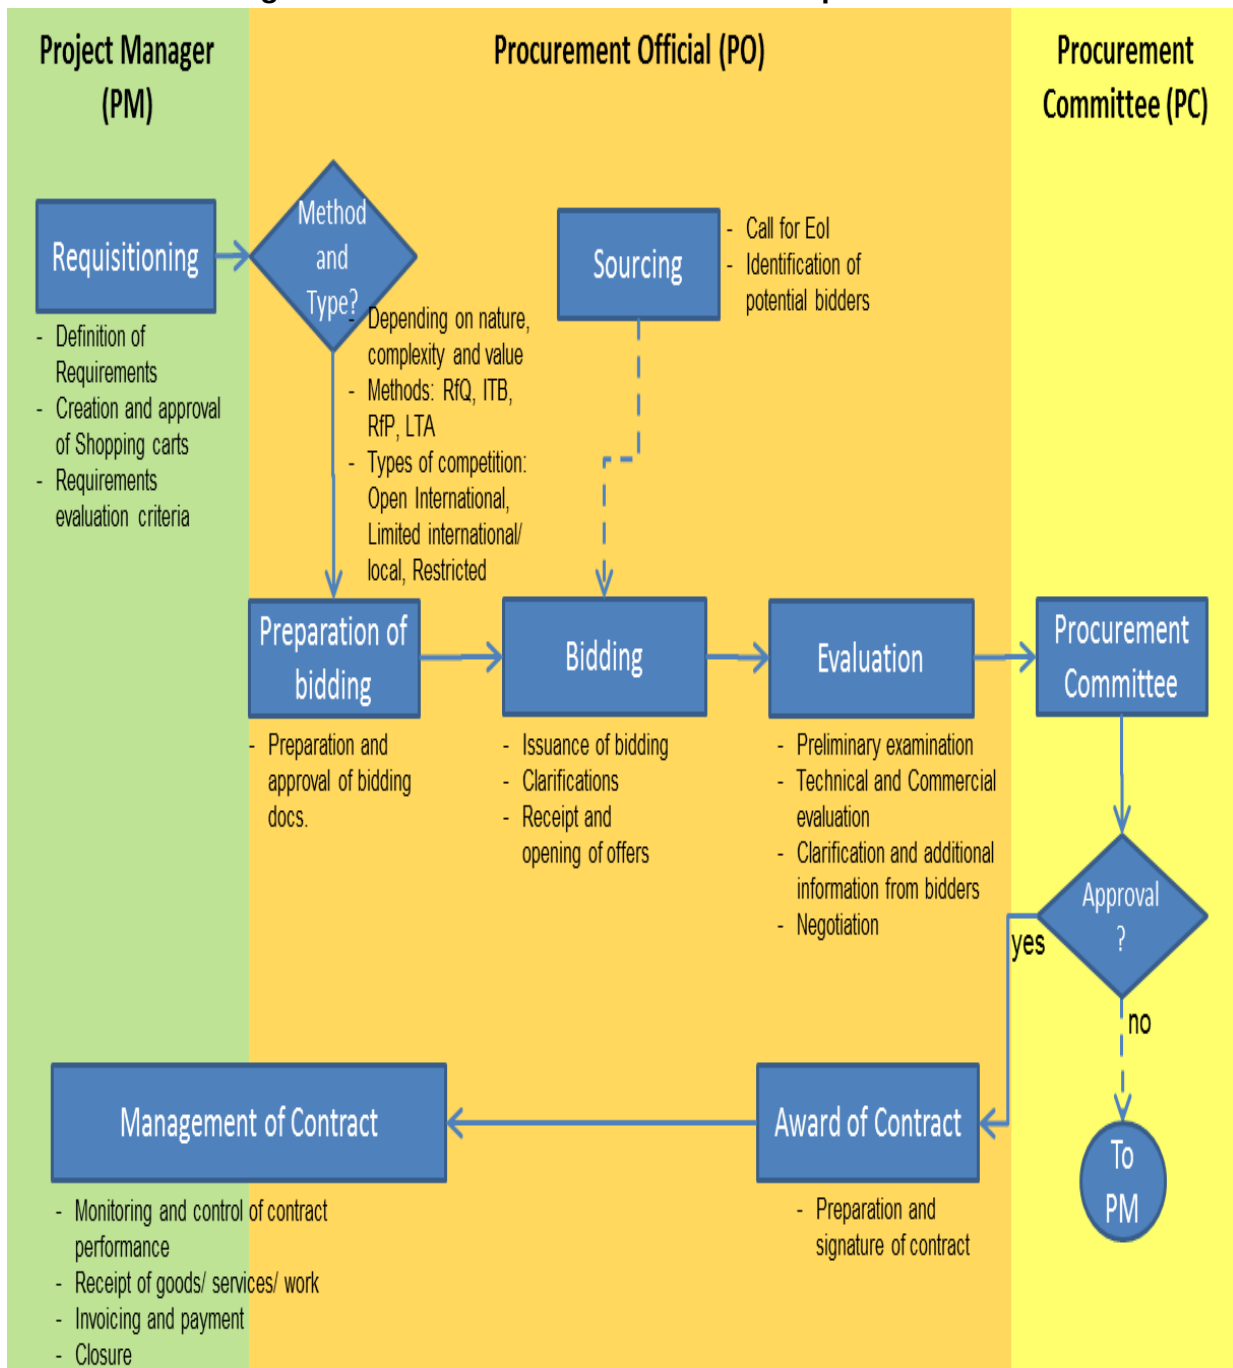 Project Manager
(PM)
Procurement Official (PO)
Procurement
Committee (PC)
Requisitioning
- Definition of
Requirements
- Creation and approval
of Shopping carts
- Requirements
evaluation criteria
Method
and
Type?
- Depending on nature,
complexity and value
- Methods: RfQ, ITB,
RfP, LTA
- Types of competition:
Open International,
Limited international/
local, Restricted
Sourcing
- Call for EoI
- Identification of
potential bidders
Preparation of
bidding
- Preparation and
approval of bidding
docs.
Bidding
- Issuance of bidding
- Clarifications
- Receipt and
opening of offers
Evaluation
- Preliminary examination
- Technical and Commercial
evaluation
- Clarification and additional
information from bidders
- Negotiation
Procurement
Committee
Approval
?
yes
no
To
PM
Award of Contract
- Preparation and
signature of contract
Management of Contract
- Monitoring and control of contract
performance
- Receipt of goods/ services/ work
- Invoicing and payment
- Closure